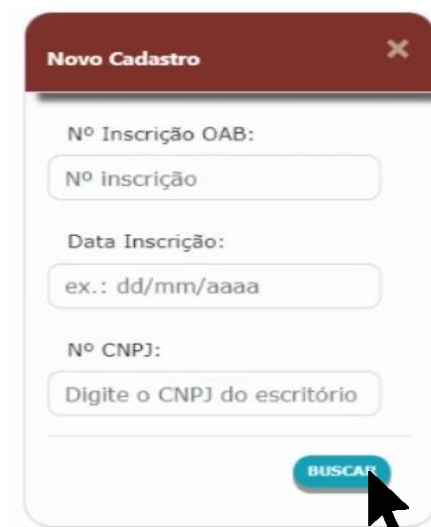 Novo Cadastro ×
Nº Inscrição OAB:
Nº inscrição
Data Inscrição:
ex.: dd/mm/aaaa
Nº CNPJ:
Digite o CNPJ do escritório
BUSCAR